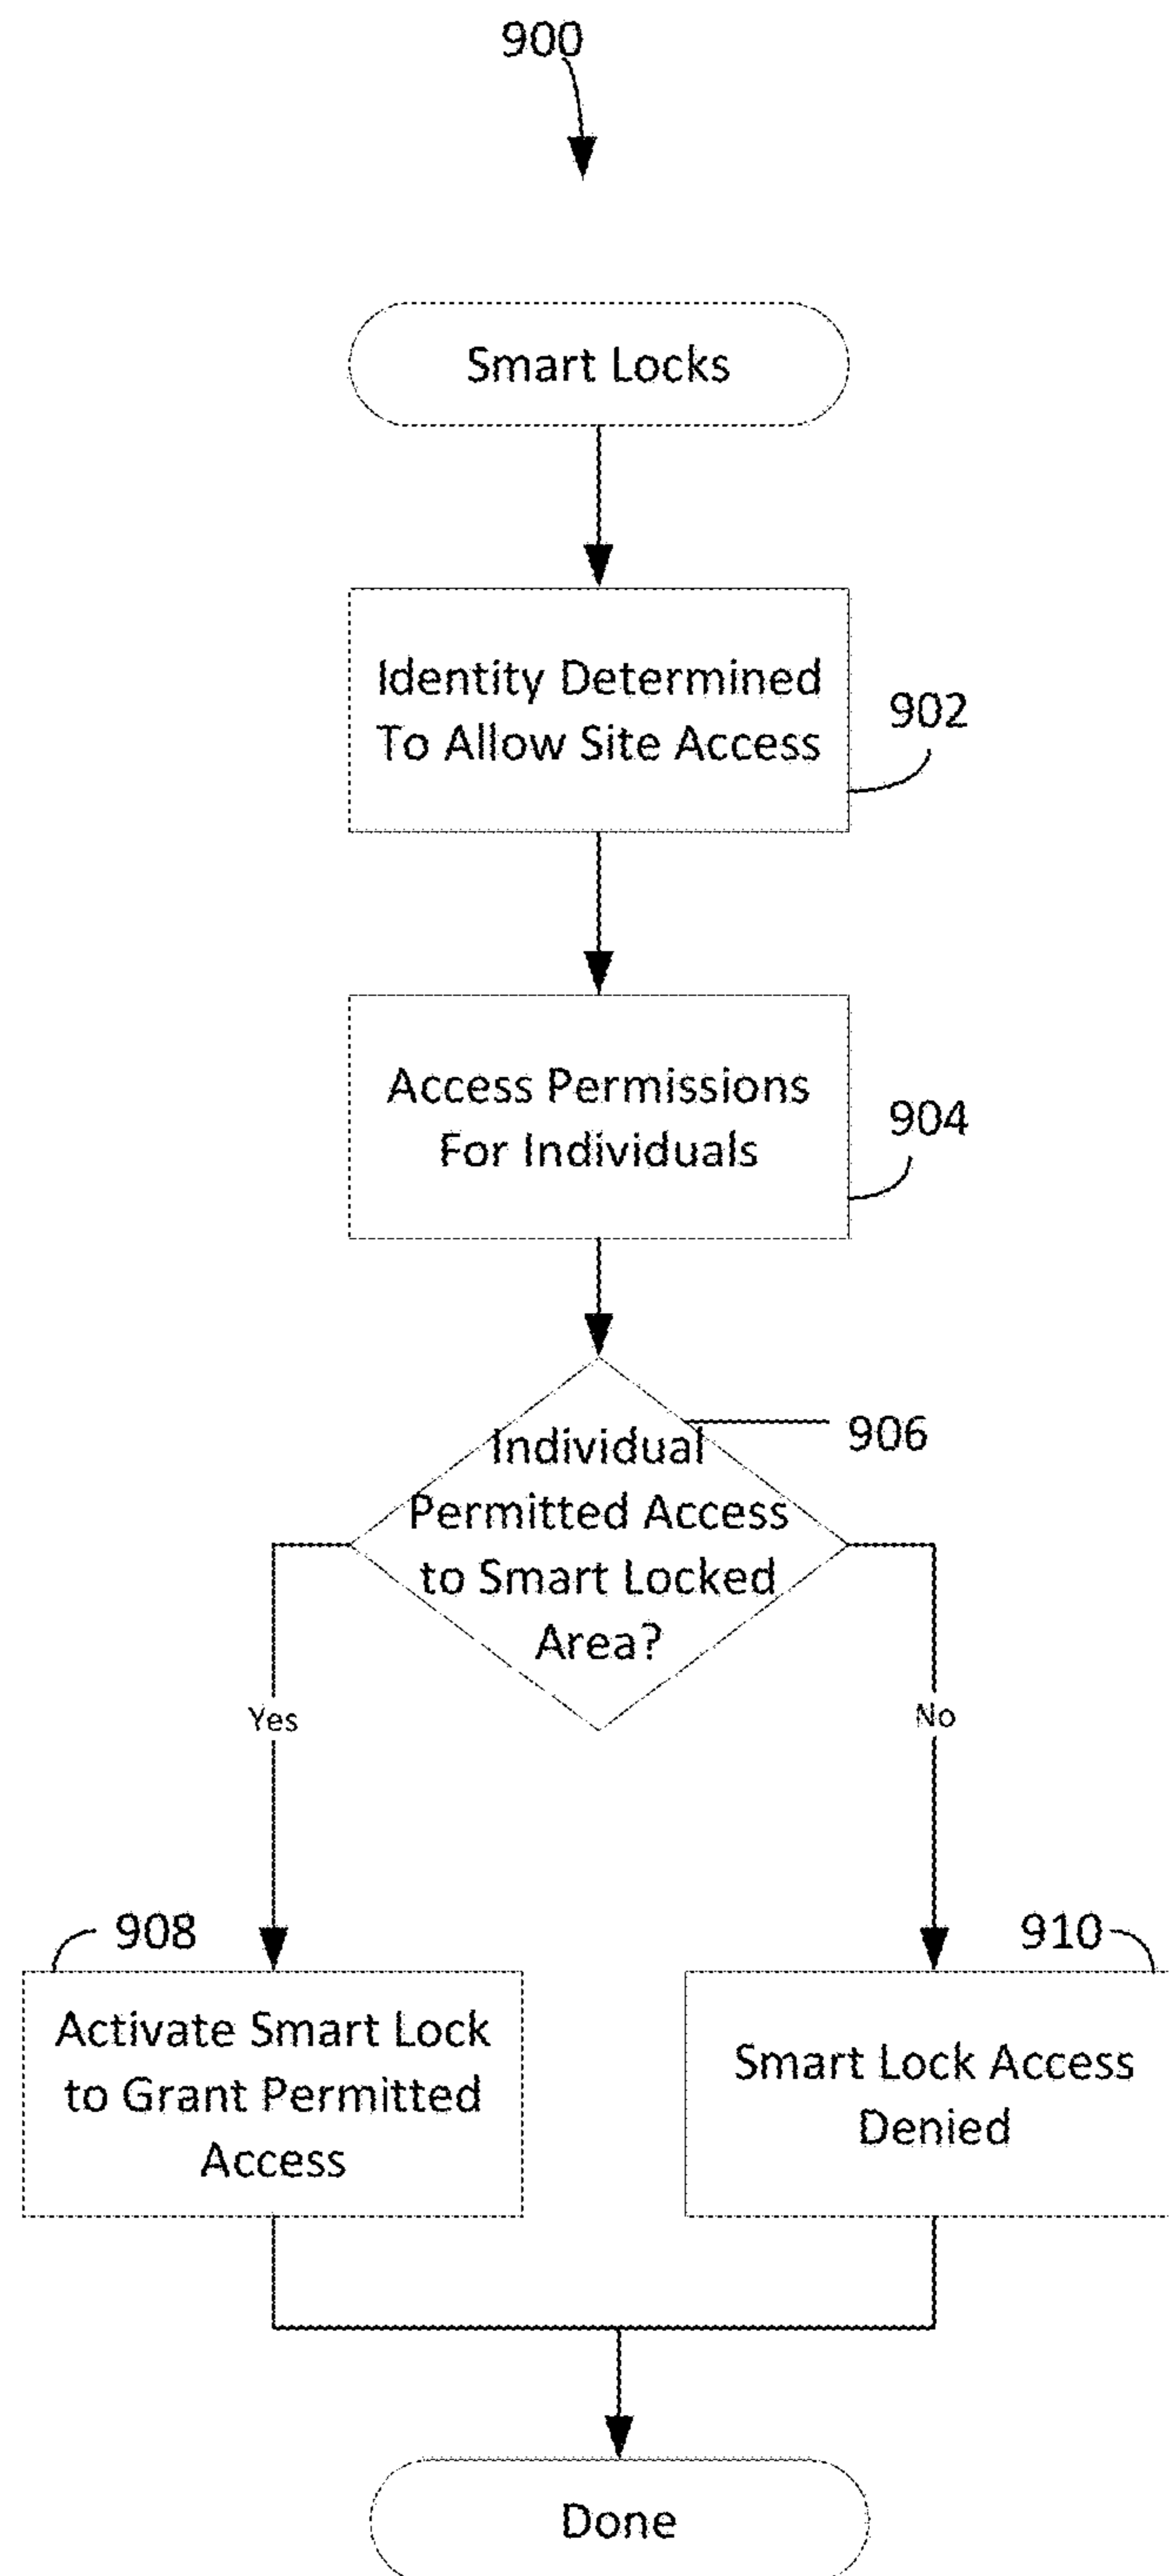 900
Smart Locks
Identity Determined
To Allow Site Access
902
Access Permissions
For Individuals
904
Individual
Permitted Access
to Smart Locked
Area?
906
Yes
No
908
Activate Smart Lock
to Grant Permitted
Access
910
Smart Lock Access
Denied
Done